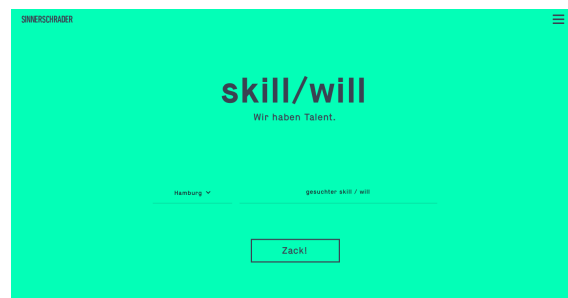 SINNERSCHRADER
skill/will
Wir haben Talent.
Hamburg
gesuchter skill / will
Zack!